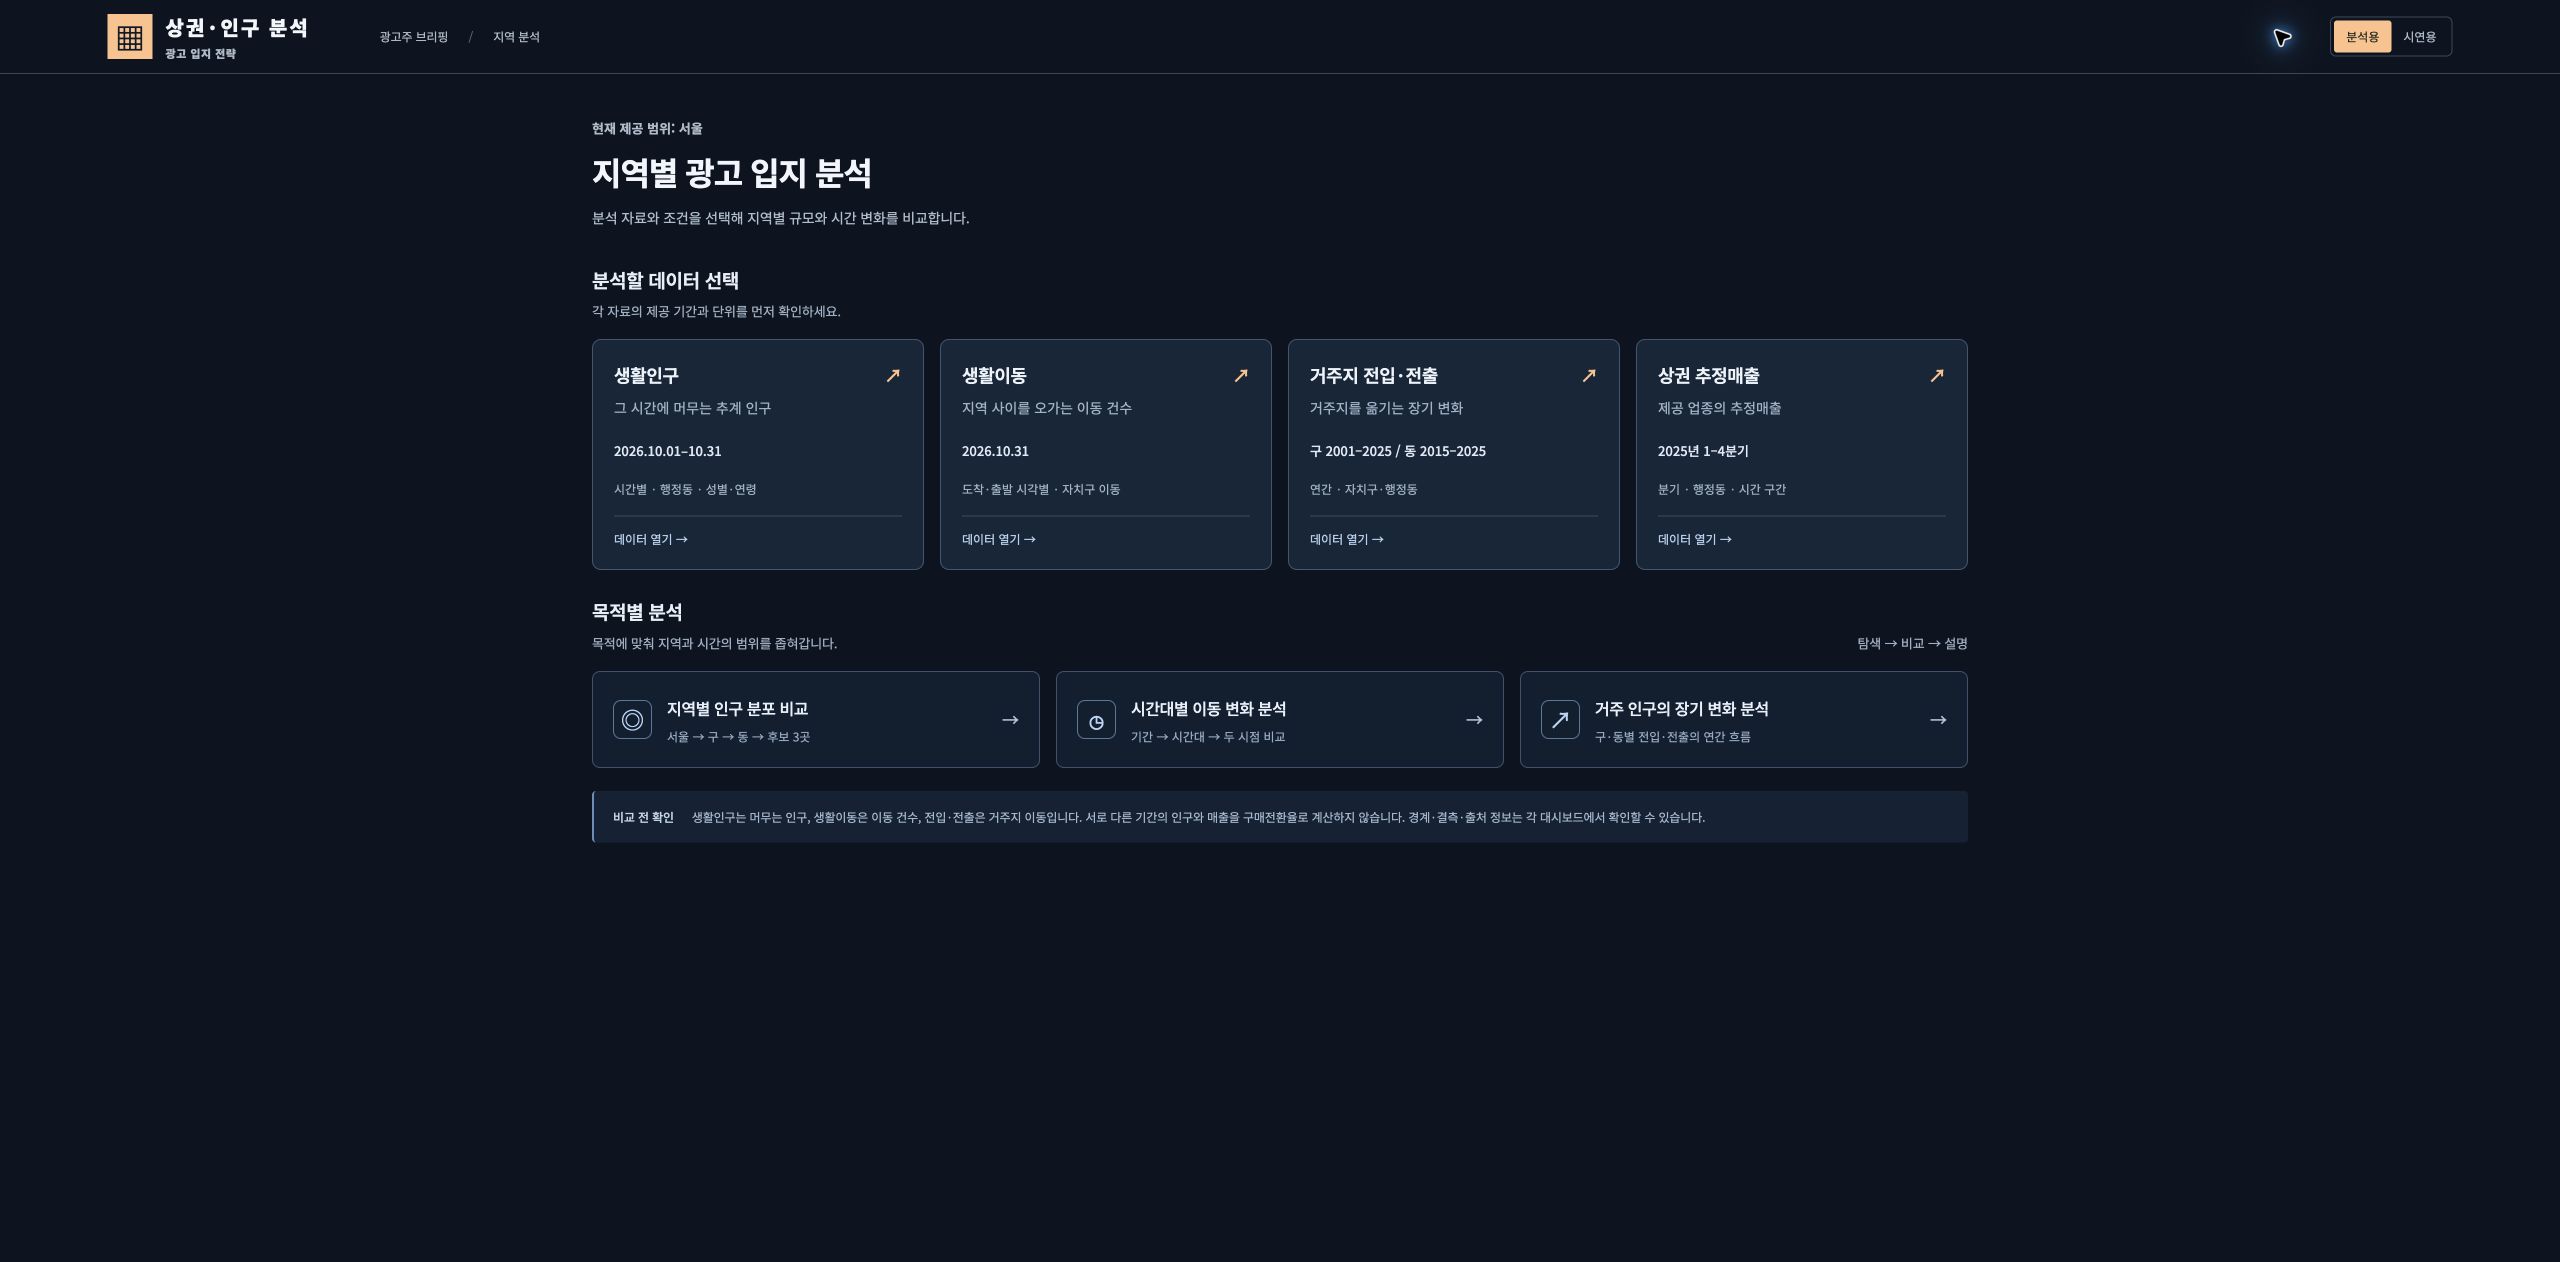 상권·인구 분석
광고 입지 전략
광고주 브리핑 / 지역 분석
분석용 시연용
현재 제공 범위: 서울
지역별 광고 입지 분석
분석 자료와 조건을 선택해 지역별 규모와 시간 변화를 비교합니다.
분석할 데이터 선택
각 자료의 제공 기간과 단위를 먼저 확인하세요.
생활인구 ↗
그 시간에 머무는 추계 인구
2026.10.01–10.31
시간별 · 행정동 · 성별·연령
데이터 열기 →
생활이동 ↗
지역 사이를 오가는 이동 건수
2026.10.31
도착·출발 시각별 · 자치구 이동
데이터 열기 →
거주지 전입·전출 ↗
거주지를 옮기는 장기 변화
구 2001–2025 / 동 2015–2025
연간 · 자치구·행정동
데이터 열기 →
상권 추정매출 ↗
제공 업종의 추정매출
2025년 1–4분기
분기 · 행정동 · 시간 구간
데이터 열기 →
목적별 분석
목적에 맞춰 지역과 시간의 범위를 좁혀갑니다.
탐색 → 비교 → 설명
지역별 인구 분포 비교
서울 → 구 → 동 → 후보 3곳
시간대별 이동 변화 분석
기간 → 시간대 → 두 시점 비교
거주 인구의 장기 변화 분석
구·동별 전입·전출의 연간 흐름
비교 전 확인 생활인구는 머무는 인구, 생활이동은 이동 건수, 전입·전출은 거주지 이동입니다. 서로 다른 기간의 인구와 매출을 구매전환율로 계산하지 않습니다. 경계·결측·출처 정보는 각 대시보드에서 확인할 수 있습니다.